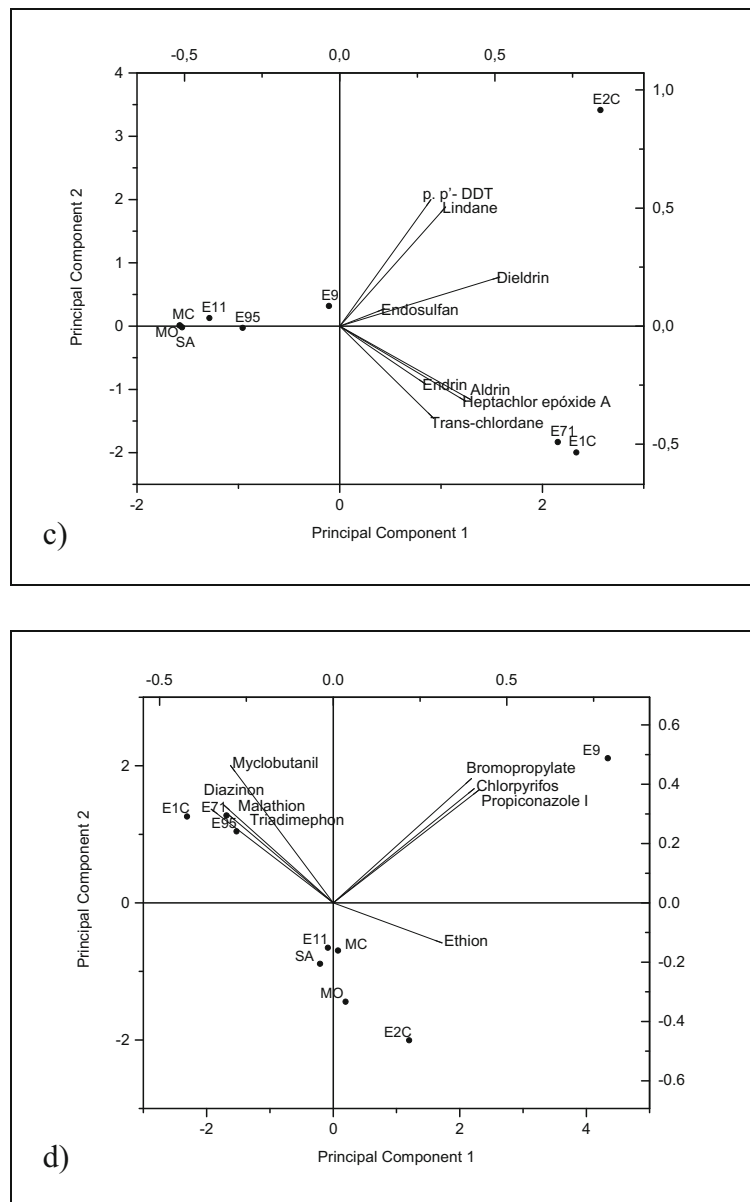 -0,5 0,0 0,5
4 1,0
E2C
3
p. p'- DDT
2 0,5
Lindane
Principal Component 2
Dieldrin
1
E9
Endosulfan
MC E11
0 E95 0,0
MO
SA
Endrin Aldrin
-1
Heptachlor epóxide A
Trans-chlordane
E71 -0,5
-2 E1C
-2 0 2
Principal Component 1
c)
-0.5 0.0 0.5
0.6
E9
2 Myclobutanil
Bromopropylate
Chlorpyrifos 0.4
Diazinon
Propiconazole I
E1C E71 Malathion
E95 Triadimephon
0.2
Principal Component 2
0 0.0
E11 Ethion
MC
SA -0.2
MO
E2C -0.4
-2
-0.6
-2 0 2 4
Principal Component 1
d)